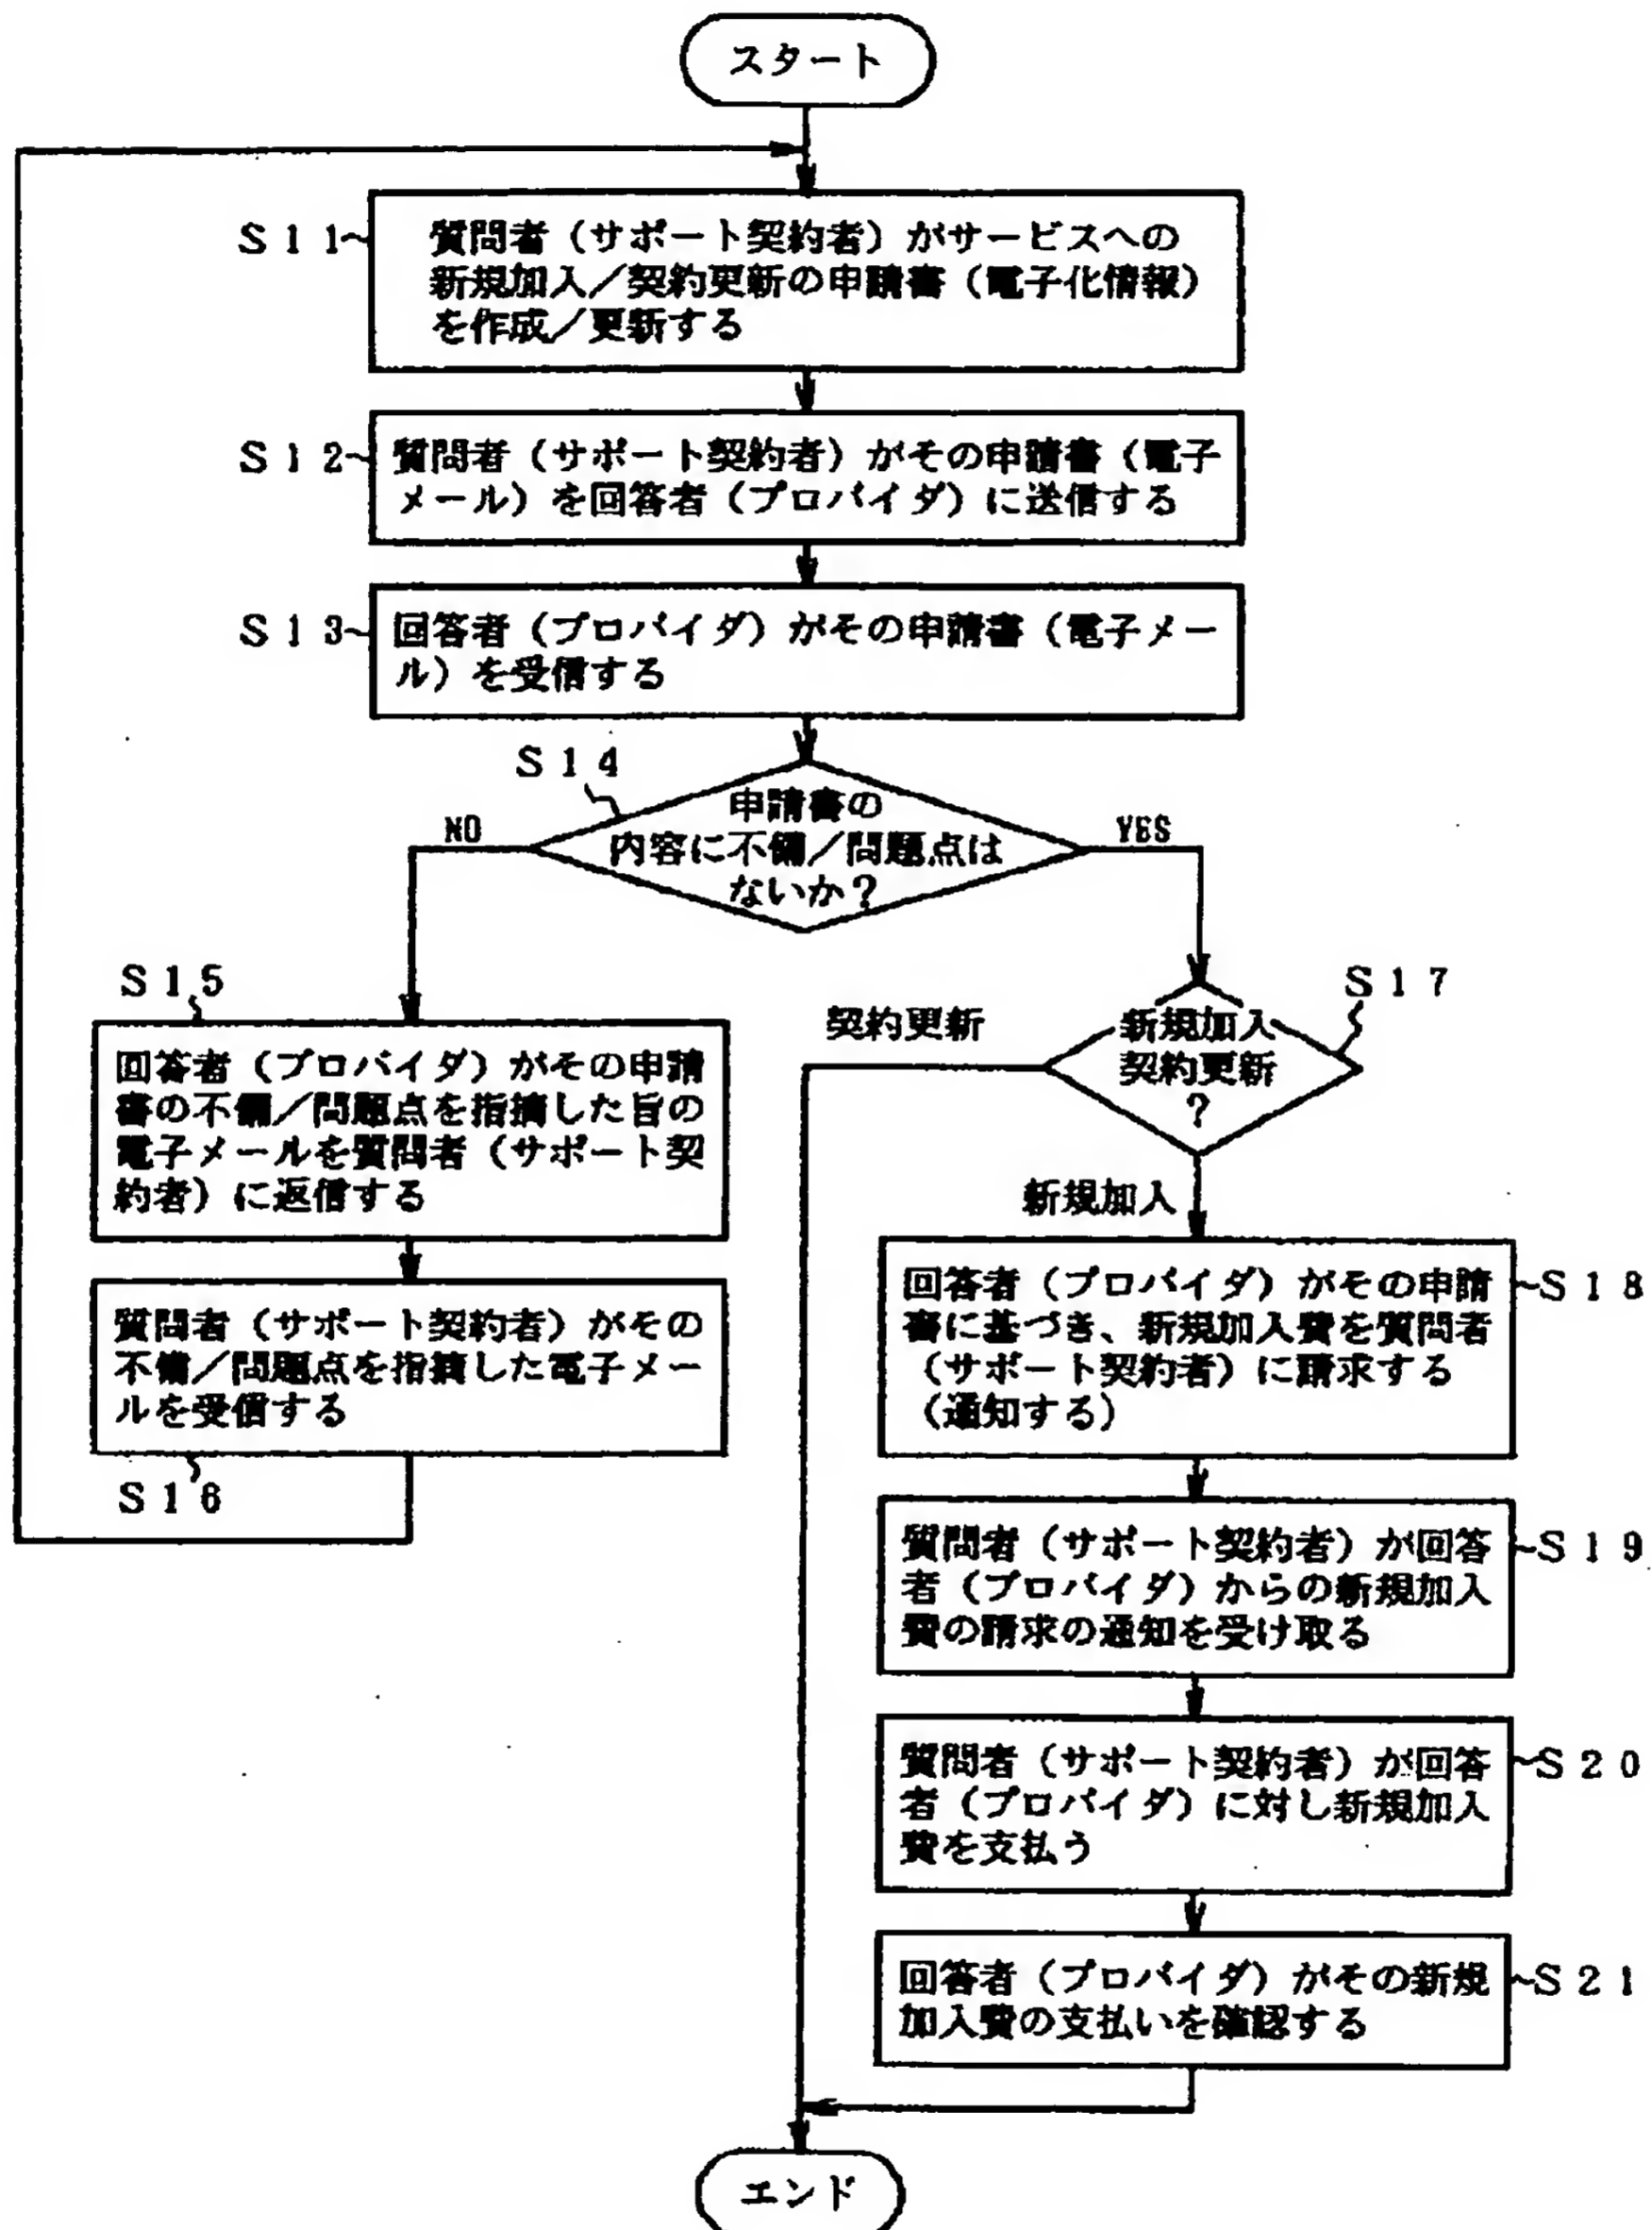 スタート
S11
質問者（サポート契約者）がサービスへの
新規加入／契約更新の申請書（電子化情報）
を作成／更新する
S12
質問者（サポート契約者）がその申請書（電子
メール）を回答者（プロバイダ）に送信する
S13
回答者（プロバイダ）がその申請書（電子メー
ル）を受信する
S14
申請書の
内容に不備／問題点は
ないか？
NO
YES
S15
回答者（プロバイダ）がその申請
書の不備／問題点を指摘した旨の
電子メールを質問者（サポート契
約者）に返信する
質問者（サポート契約者）がその
不備／問題点を指摘した電子メー
ルを受信する
S16
S17
新規加入
契約更新
？
契約更新
新規加入
回答者（プロバイダ）がその申請
書に基づき、新規加入費を質問者
（サポート契約者）に請求する
（通知する）
S18
質問者（サポート契約者）が回答
者（プロバイダ）からの新規加入
費の請求の通知を受け取る
S19
質問者（サポート契約者）が回答
者（プロバイダ）に対し新規加入
費を支払う
S20
回答者（プロバイダ）がその新規
加入費の支払いを確認する
S21
エンド